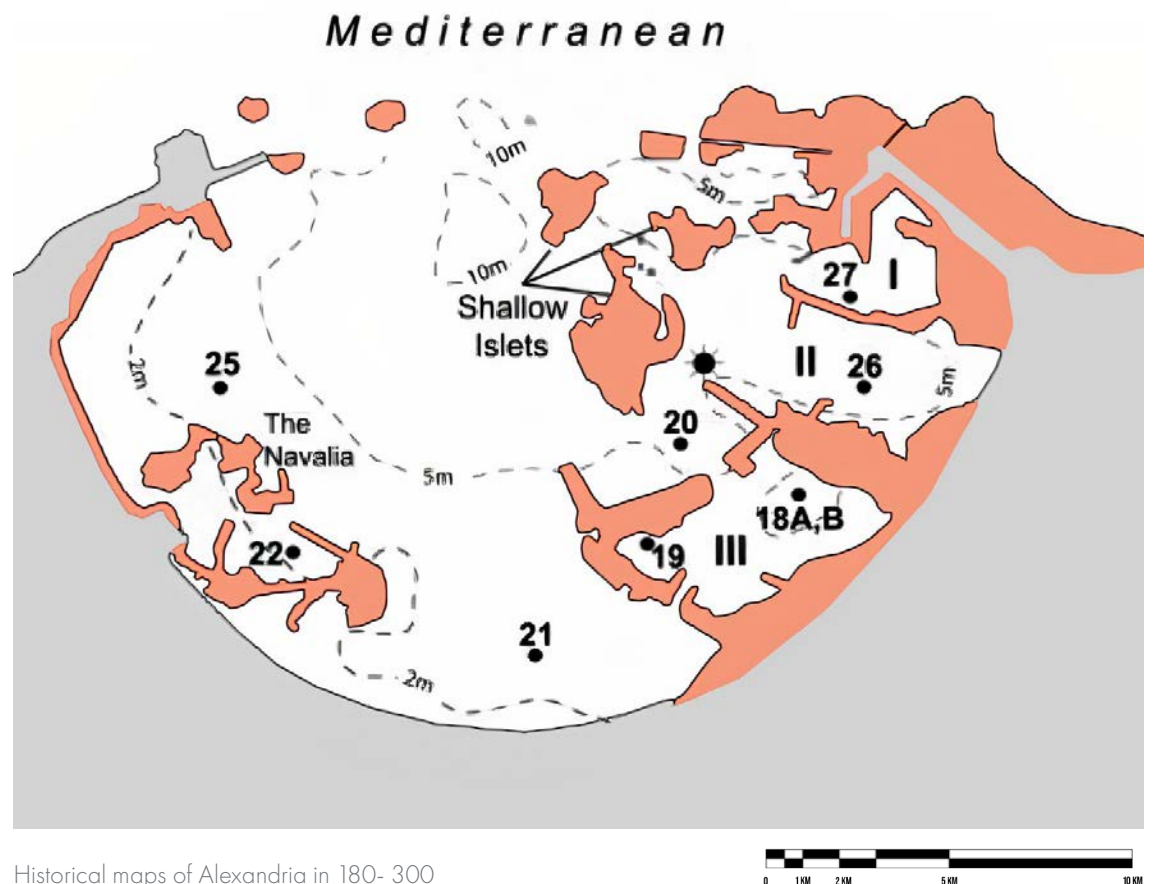 Mediterranean
10m
5m
10m
Shallow
Islets
27
I
2m
25
II
26
5m
The
Navalia
20
5m
18A,B
22
19
III
21
2m
Historical maps of Alexandria in 180- 300
0 1 KM 2 KM 5 KM 10 KM